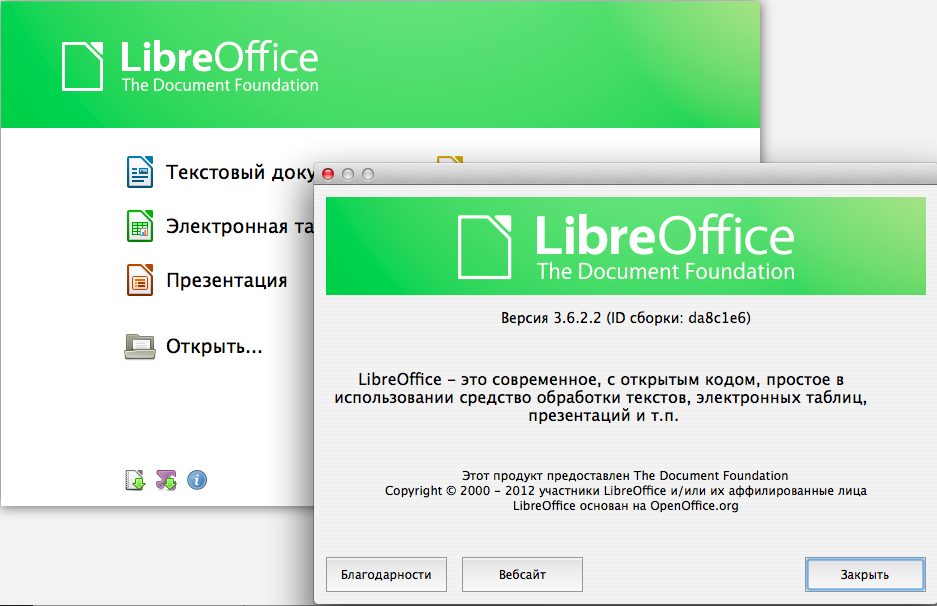 LibreOffice
The Document Foundation
Текстовый доку
Электронная та
Презентация
Открыть...
LibreOffice
The Document Foundation
Версия 3.6.2.2 (ID сборки: da8c1e6)
LibreOffice – это современное, с открытым кодом, простое в
использовании средство обработки текстов, электронных таблиц,
презентаций и т.п.
Этот продукт предоставлен The Document Foundation
Copyright © 2000 – 2012 участники LibreOffice и/или их аффилированные лица
LibreOffice основан на OpenOffice.org
Благодарности
Вебсайт
Закрыть